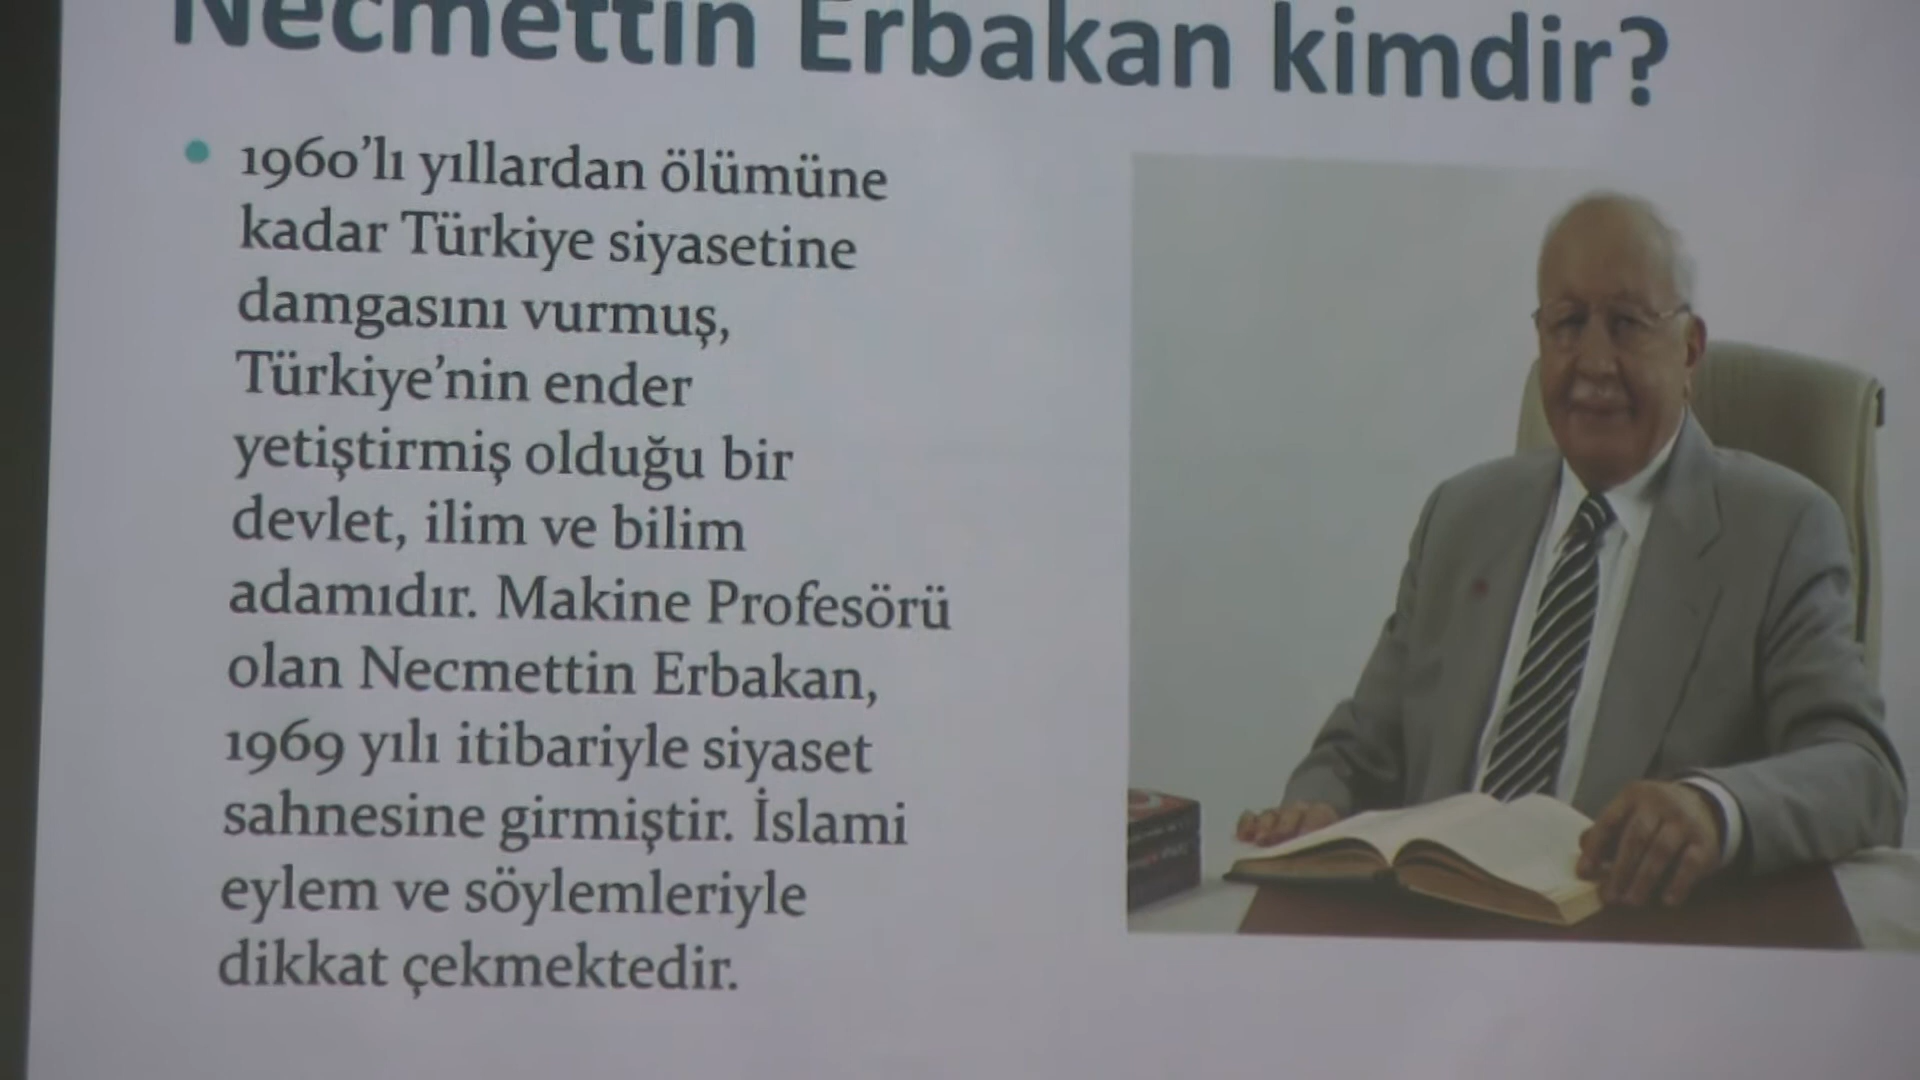 Necmettin Erbakan kimdir?
1960’lı yıllardan ölümüne
kadar Türkiye siyasetine
damgasını vurmuş,
Türkiye’nin ender
yetiştirmiş olduğu bir
devlet, ilim ve bilim
adamıdır. Makine Profesörü
olan Necmettin Erbakan,
1969 yılı itibariyle siyaset
sahnesine girmiştir. İslami
eylem ve söylemleriyle
dikkat çekmektedir.